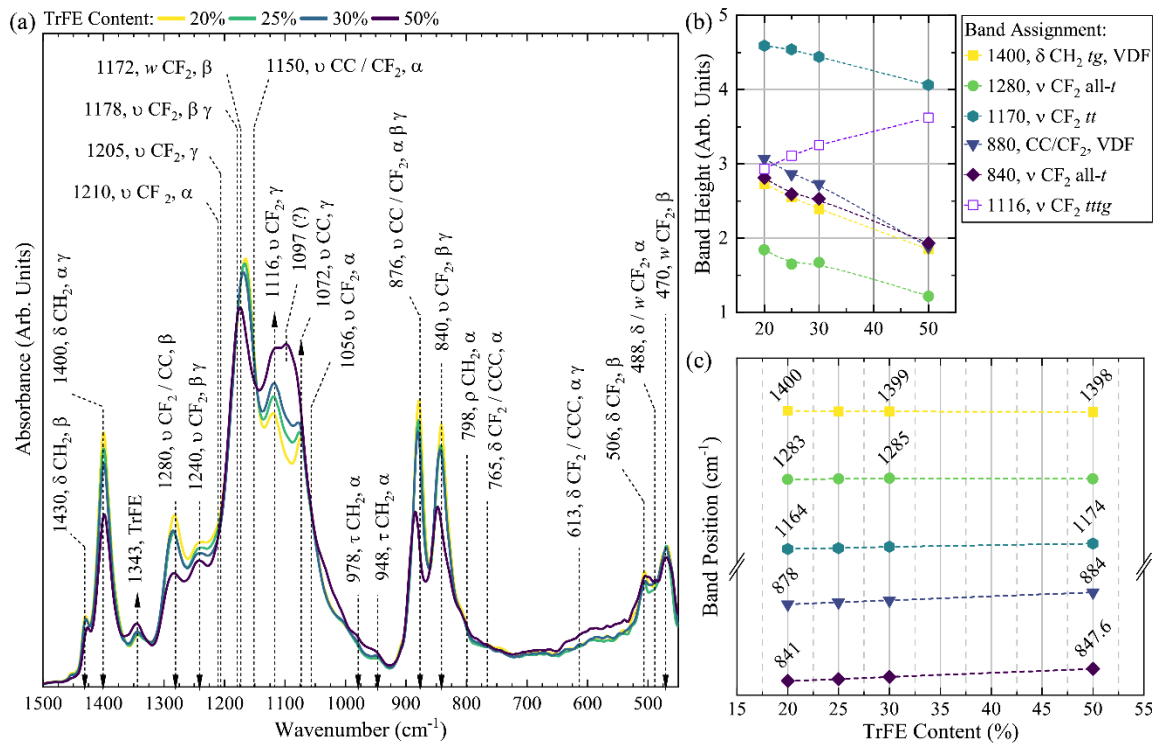 (a) TrFE Content: 20% 25% 30% 50%
1172, w CF₂, β
1178, υ CF₂, β γ
1205, υ CF₂, γ
1210, υ CF₂, α
1150, υ CC / CF₂, α
1430, δ CH₂, β
1400, δ CH₂, α γ
1343, TrFE
1280, υ CF₂ / CC, β
1240, υ CF₂, β γ
1116, υ CF₂, γ
1097 (?)
1072, υ CC, γ
1056, υ CF₂, α
978, τ CH₂, α
948, τ CH₂, α
876, υ CC / CF₂, α β γ
840, υ CF₂, β γ
798, ρ CH₂, α
765, δ CF₂ / CCC, α
613, δ CF₂ / CCC, α γ
506, δ CF₂, β
488, δ / w CF₂, α
470, w CF₂, β
Absorbance (Arb. Units)
1500 1400 1300 1200 1100 1000 900 800 700 600 500
Wavenumber (cm⁻¹)
(b)
Band Height (Arb. Units)
5
4
3
2
1
20 30 40 50
Band Assignment:
1400, δ CH₂ tg, VDF
1280, ν CF₂ all-t
1170, ν CF₂ tt
880, CC/CF₂, VDF
840, ν CF₂ all-t
1116, ν CF₂ tttg
(c)
Band Position (cm⁻¹)
1400 1399 1398
1283 1285
1164 1174
878 884
841 847.6
15 20 25 30 35 40 45 50 55
TrFE Content (%)